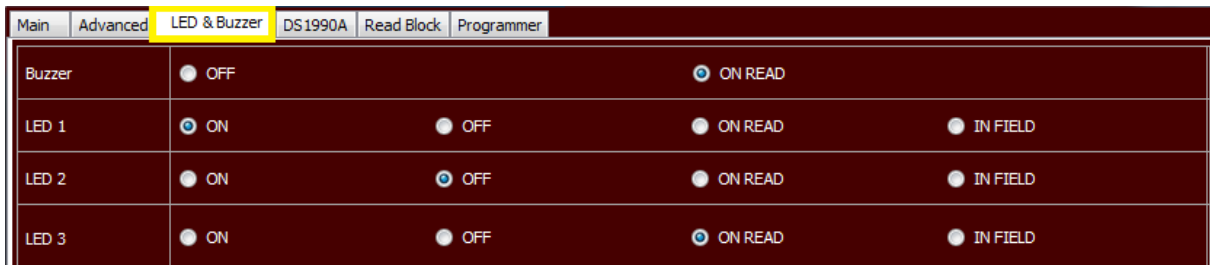 Main Advanced LED & Buzzer DS1990A Read Block Programmer
Buzzer OFF ON READ
LED 1 ON OFF ON READ IN FIELD
LED 2 ON OFF ON READ IN FIELD
LED 3 ON OFF ON READ IN FIELD